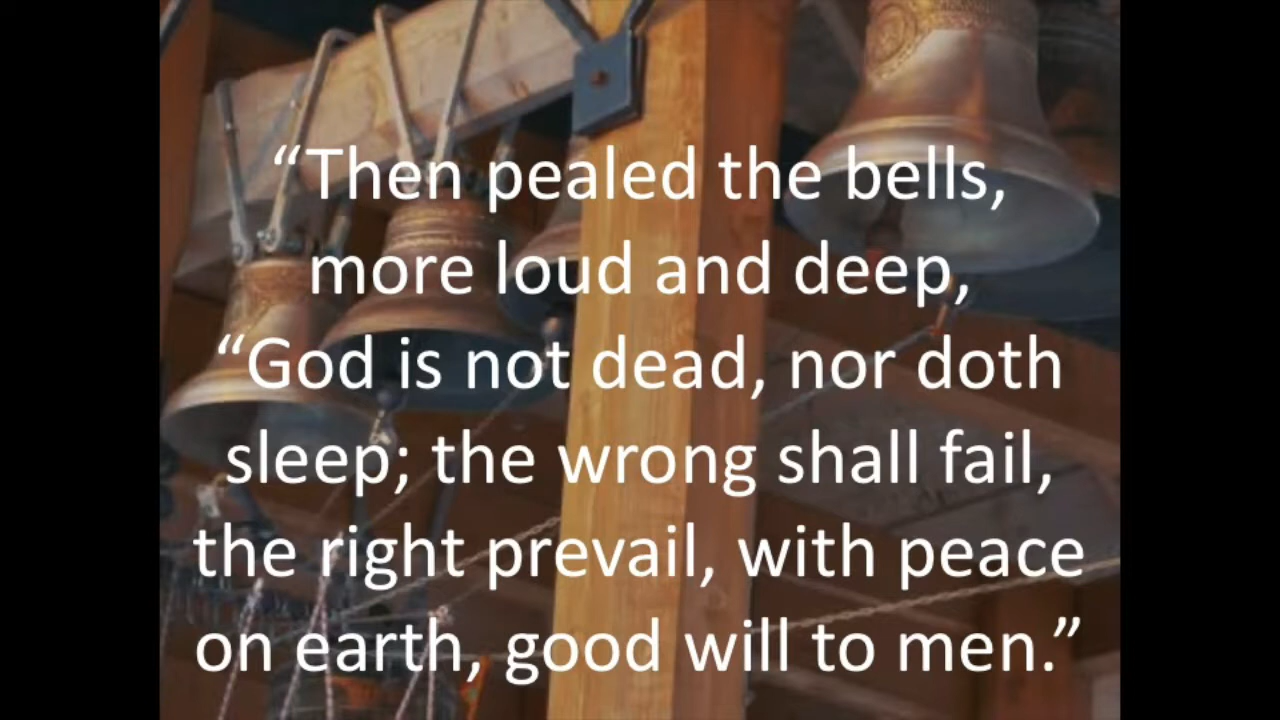 “Then pealed the bells,
more loud and deep,
“God is not dead, nor doth
sleep; the wrong shall fail,
the right prevail, with peace
on earth, good will to men.”